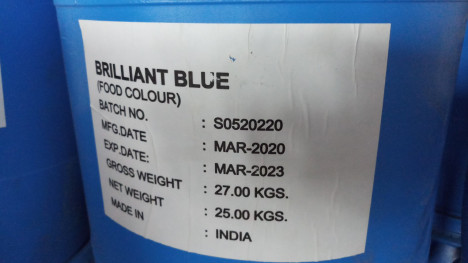 BRILLIANT BLUE
(FOOD COLOUR)
BATCH NO. : S0520220
MFG.DATE : MAR-2020
EXP.DATE: : MAR-2023
GROSS WEIGHT : 27.00 KGS.
NET WEIGHT : 25.00 KGS.
MADE IN : INDIA